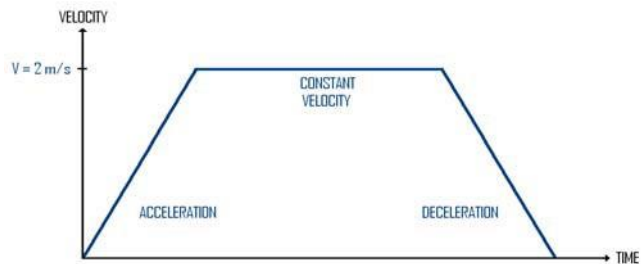 VELOCITY
V = 2 m/s
CONSTANT
VELOCITY
ACCELERATION
DECELERATION
TIME